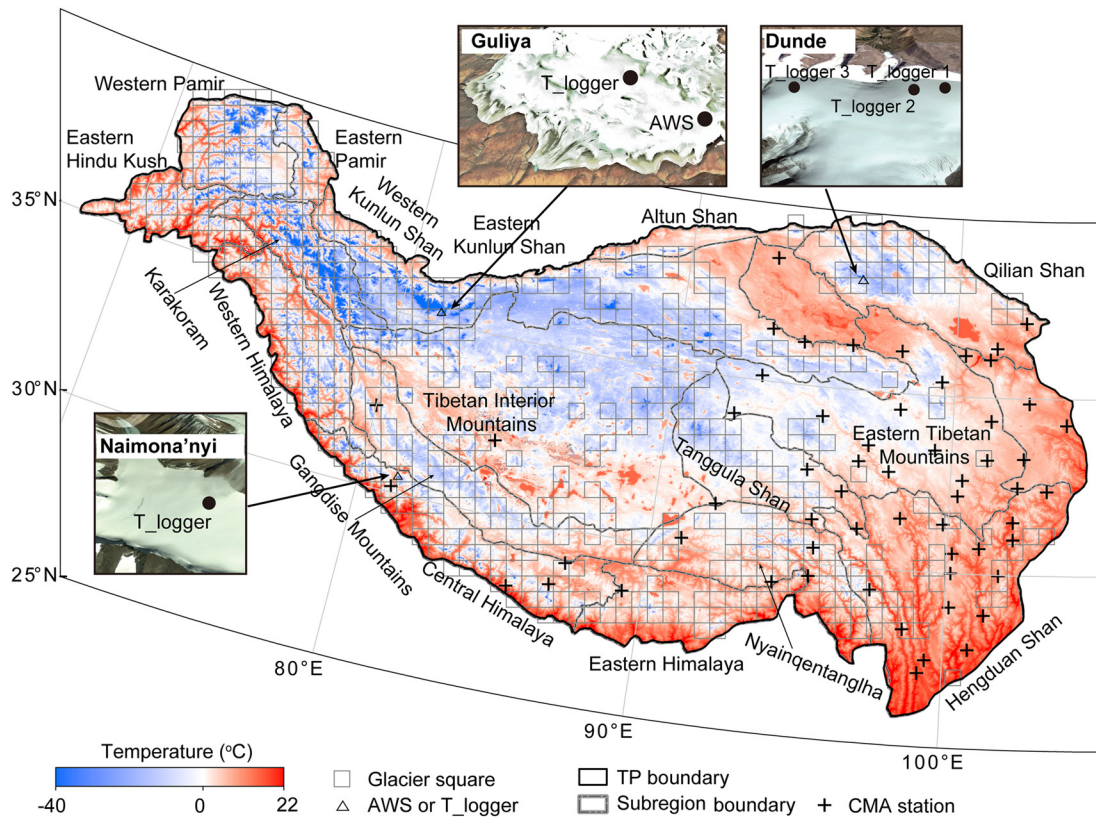 Guliya
T_logger
AWS
Dunde
T_logger 3
T_logger 1
T_logger 2
Western Pamir
Eastern
Hindu Kush
Eastern
Pamir
Western
Kunlun Shan
Eastern
Kunlun Shan
Altun Shan
Qilian Shan
35°N
30°N
25°N
Karakoram
Western Himalaya
Tibetan Interior
Mountains
Eastern Tibetan
Mountains
Tanggula Shan
Naimona'nyi
T_logger
Gangdise Mountains
Central Himalaya
Eastern Himalaya
Nyainqentanglha
Hengduan Shan
80°E
90°E
100°E
Temperature (°C)
-40
0
22
Glacier square
AWS or T_logger
TP boundary
Subregion boundary
CMA station